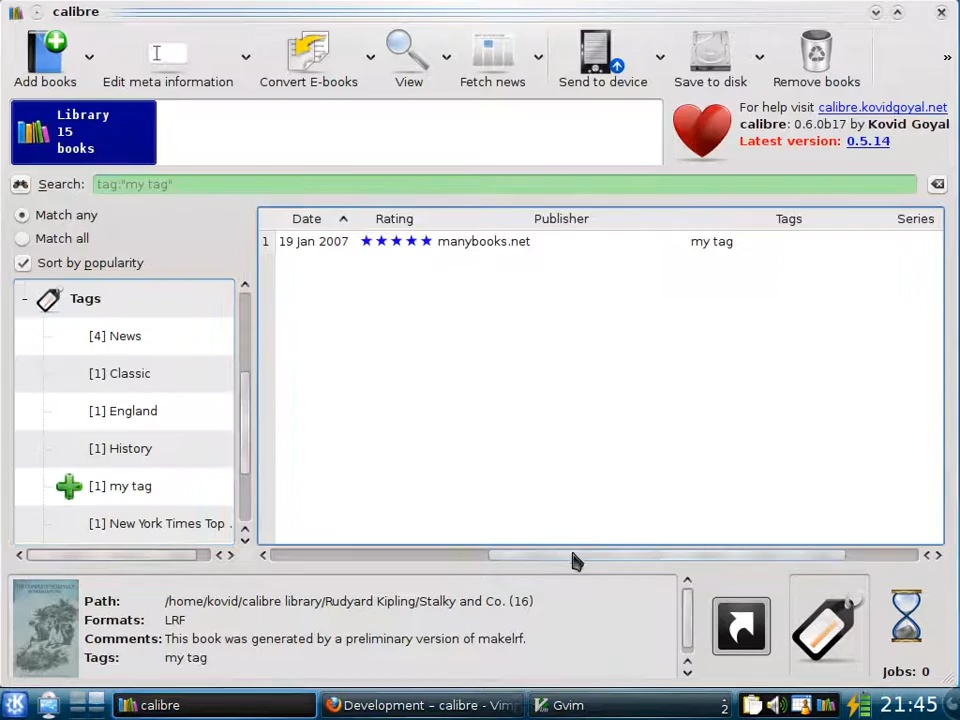 calibre
Add books
Edit meta information
Convert E-books
View
Fetch news
Send to device
Save to disk
Remove books
»
Library
15
books
For help visit calibre.kovidgoyal.net
calibre: 0.6.0b17 by Kovid Goyal
Latest version: 0.5.14
Search: tag:"my tag"
Match any
Match all
Sort by popularity
Date Rating Publisher Tags Series
1 19 Jan 2007 ★★★★★ manybooks.net my tag
Tags
[4] News
[1] Classic
[1] England
[1] History
[1] my tag
[1] New York Times Top .
Path: /home/kovid/calibre library/Rudyard Kipling/Stalky and Co. (16)
Formats: LRF
Comments: This book was generated by a preliminary version of makelrf.
Tags: my tag
Jobs: 0
calibre
Development – calibre - Vimp
Gvim
2
21:45